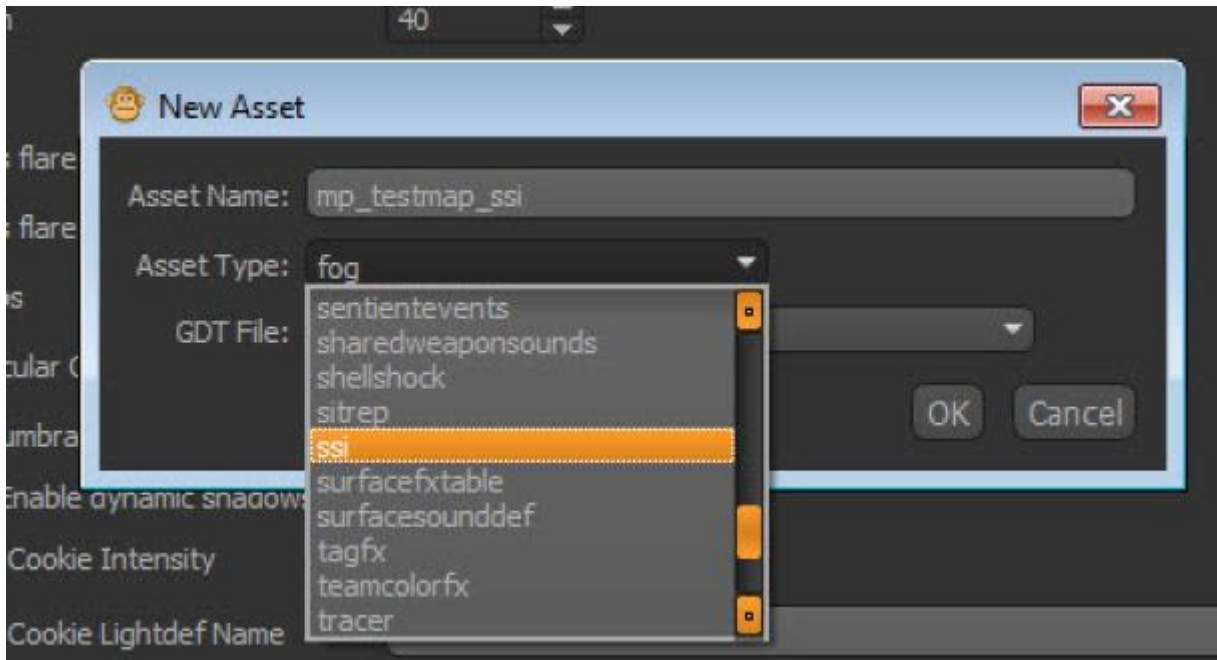 40
New Asset
flare
Asset Name: mp_testmap_ssi
flare
Asset Type: fog
sentientevents
GDT File:
sharedweaponsounds
shellshock
sitrep
OK Cancel
ssi
surfacefxtable
Enable dynamic shadows
surfacesounddef
tagfx
Cookie Intensity
teamcolorfx
tracer
Cookie Lightdef Name